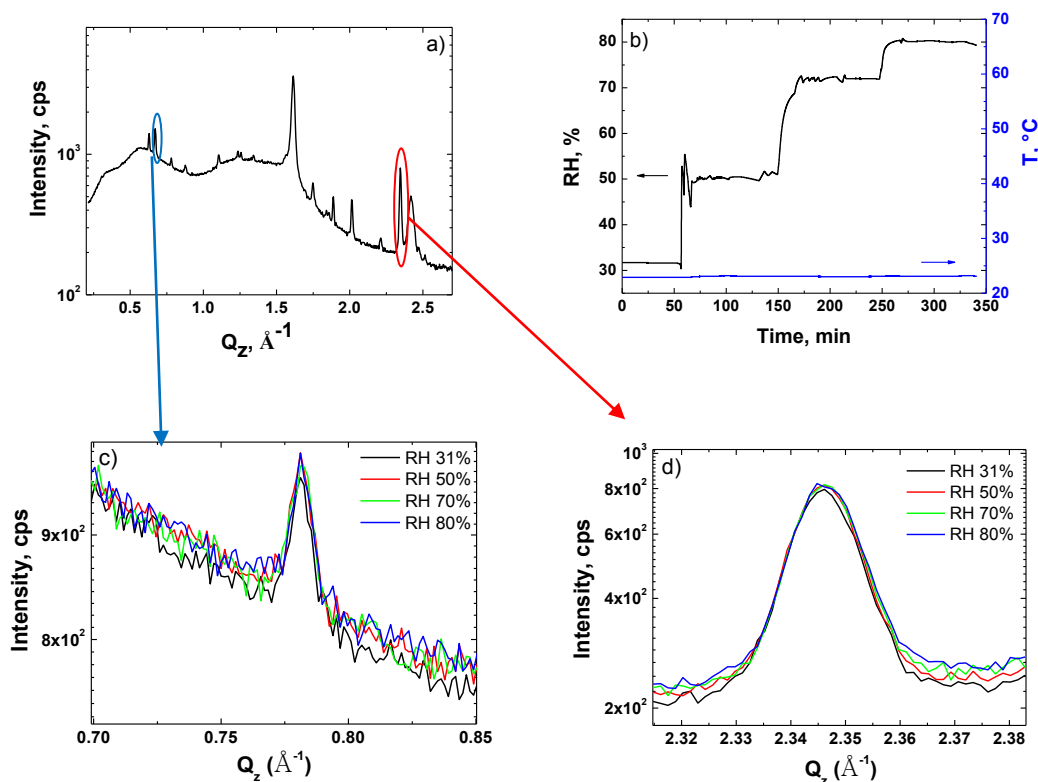 a)
Intensity, cps
10³
10²
0.5 1.0 1.5 2.0 2.5
Q_z, Å⁻¹
b)
RH, %
80
70
60
50
40
30
T, °C
70
60
50
40
30
20
0 50 100 150 200 250 300 350
Time, min
c)
RH 31%
RH 50%
RH 70%
RH 80%
Intensity, cps
9x10²
8x10²
0.70 0.75 0.80 0.85
Q_z (Å⁻¹)
d)
RH 31%
RH 50%
RH 70%
RH 80%
Intensity, cps
10³
8x10²
6x10²
4x10²
2x10²
2.32 2.33 2.34 2.35 2.36 2.37 2.38
Q_z (Å⁻¹)